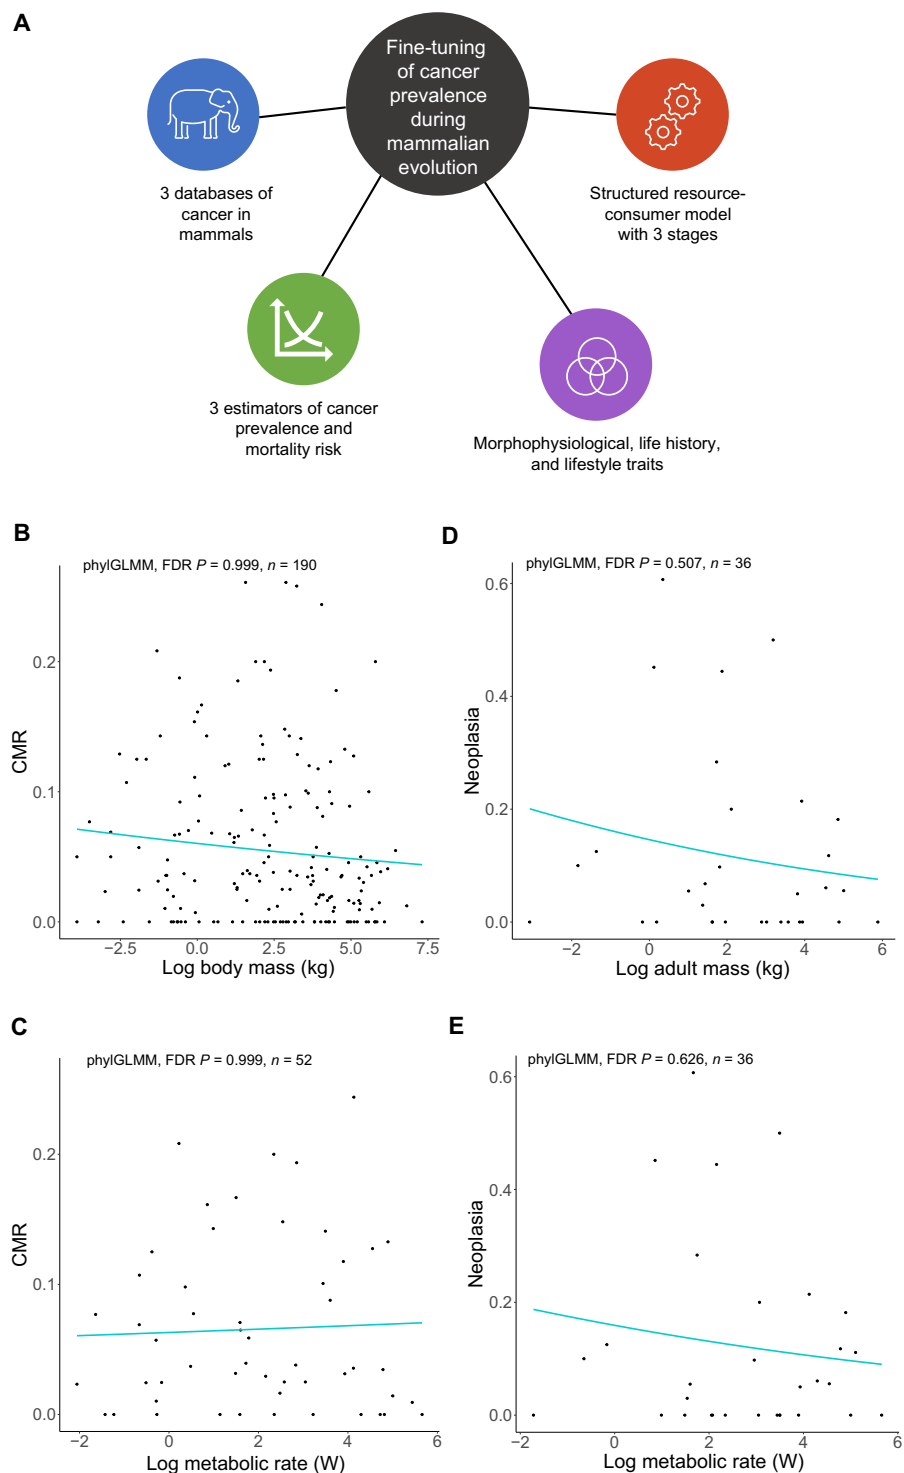 A
Fine-tuning
of cancer
prevalence
during
mammalian
evolution
3 databases of
cancer in
mammals
Structured resource-
consumer model
with 3 stages
3 estimators of cancer
prevalence and
mortality risk
Morphophysiological, life history,
and lifestyle traits
B
phylGLMM, FDR P = 0.999, n = 190
CMR
0.2
0.1
0.0
−2.5 0.0 2.5 5.0 7.5
Log body mass (kg)
D
phylGLMM, FDR P = 0.507, n = 36
Neoplasia
0.6
0.4
0.2
0.0
−2 0 2 4 6
Log adult mass (kg)
C
phylGLMM, FDR P = 0.999, n = 52
CMR
0.2
0.1
0.0
−2 0 2 4 6
Log metabolic rate (W)
E
phylGLMM, FDR P = 0.626, n = 36
Neoplasia
0.6
0.4
0.2
0.0
−2 0 2 4 6
Log metabolic rate (W)